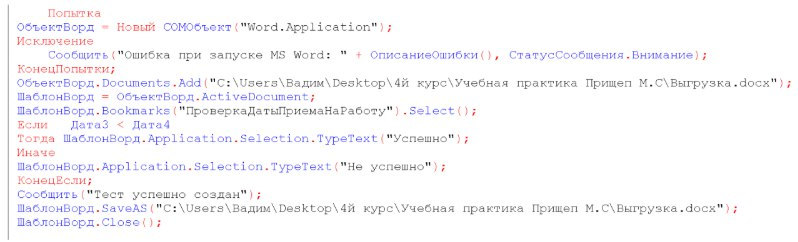 Попытка
ОбъектВорд = Новый COMОбъект("Word.Application");
Исключение
Сообщить("Ошибка при запуске MS Word: " + ОписаниеОшибки(), СтатусСообщения.Внимание);
КонецПопытки;
ОбъектВорд.Documents.Add("C:\Users\Вадим\Desktop\4й курс\Учебная практика Прищеп М.С\Выгрузка.docx");
ШаблонВорд = ОбъектВорд.ActiveDocument;
ШаблонВорд.Bookmarks("ПроверкаДатыПриемаНаРаботу").Select();
Если Дата3 < Дата4
Тогда ШаблонВорд.Application.Selection.TypeText("Успешно");
Иначе
ШаблонВорд.Application.Selection.TypeText("Не успешно");
КонецЕсли;
Сообщить("Тест успешно создан");
ШаблонВорд.SaveAS("C:\Users\Вадим\Desktop\4й курс\Учебная практика Прищеп М.С\Выгрузка.docx");
ШаблонВорд.Close();